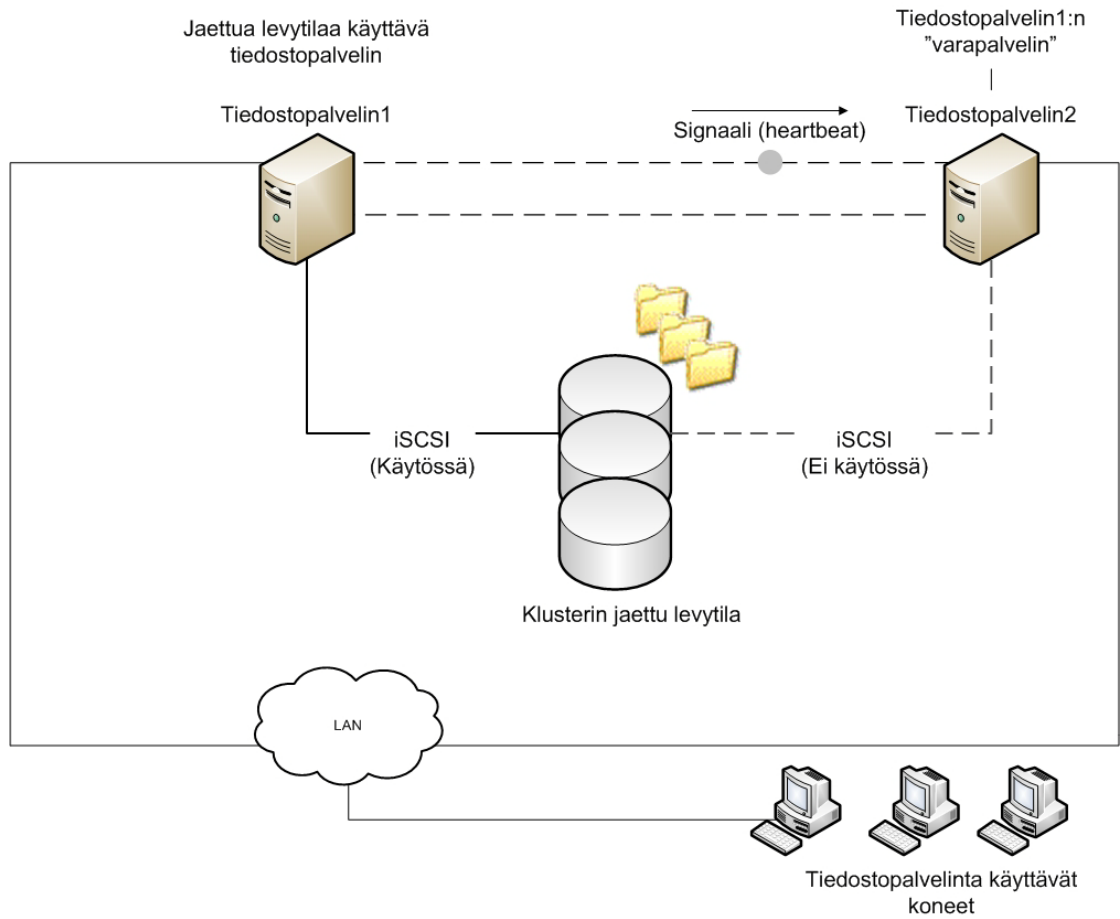 Jaettua levytilaa käyttävä
tiedostopalvelin
Tiedostopalvelin1:n
”varapalvelin”
Tiedostopalvelin1
Signaali (heartbeat)
Tiedostopalvelin2
iSCSI
(Käytössä)
iSCSI
(Ei käytössä)
Klusterin jaettu levytila
LAN
Tiedostopalvelinta käyttävät
koneet